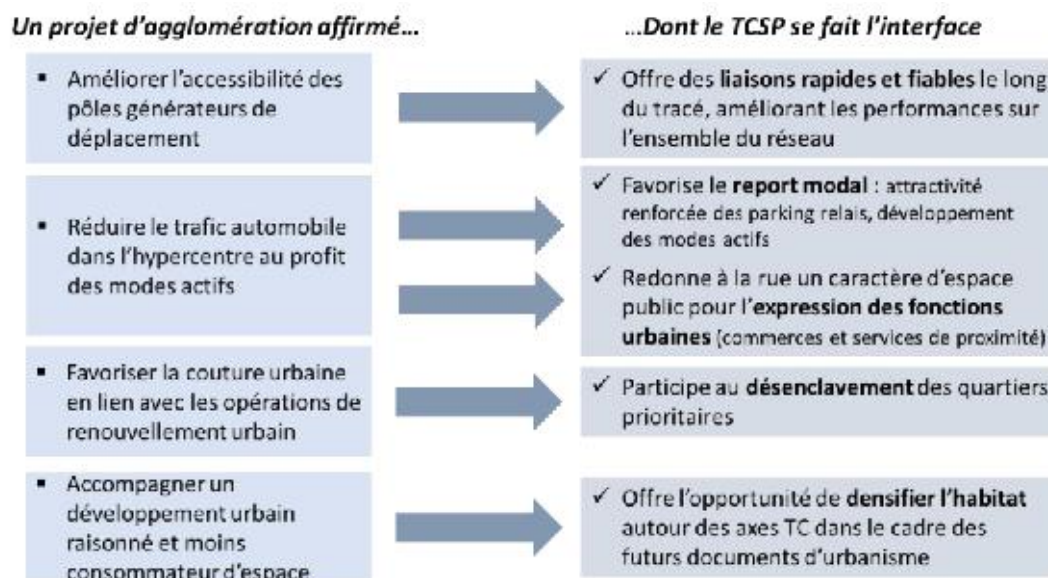 Un projet d'agglomération affirmé...
...Dont le TCSP se fait l'interface
▪ Améliorer l'accessibilité des
pôles générateurs de
déplacement
✓ Offre des liaisons rapides et fiables le long
du tracé, améliorant les performances sur
l'ensemble du réseau
▪ Réduire le trafic automobile
dans l'hypercentre au profit
des modes actifs
✓ Favorise le report modal : attractivité
renforcée des parking relais, développement
des modes actifs
✓ Redonne à la rue un caractère d'espace
public pour l'expression des fonctions
urbaines (commerces et services de proximité)
▪ Favoriser la couture urbaine
en lien avec les opérations de
renouvellement urbain
✓ Participe au désenclavement des quartiers
prioritaires
▪ Accompagner un
développement urbain
raisonné et moins
consommateur d'espace
✓ Offre l'opportunité de densifier l'habitat
autour des axes TC dans le cadre des
futurs documents d'urbanisme